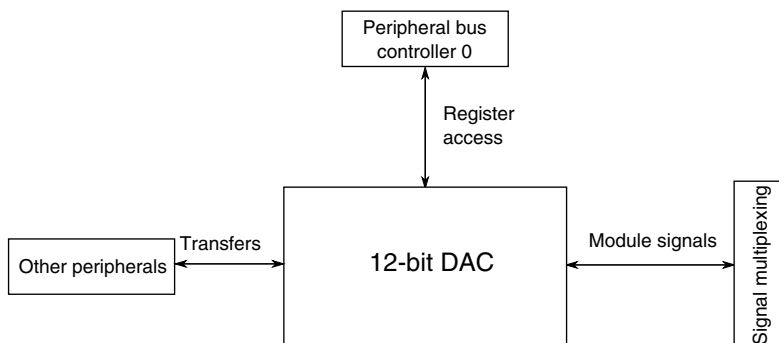 Peripheral bus
controller 0
Register
access
Transfers
Other peripherals
12-bit DAC
Module signals
Signal multiplexing